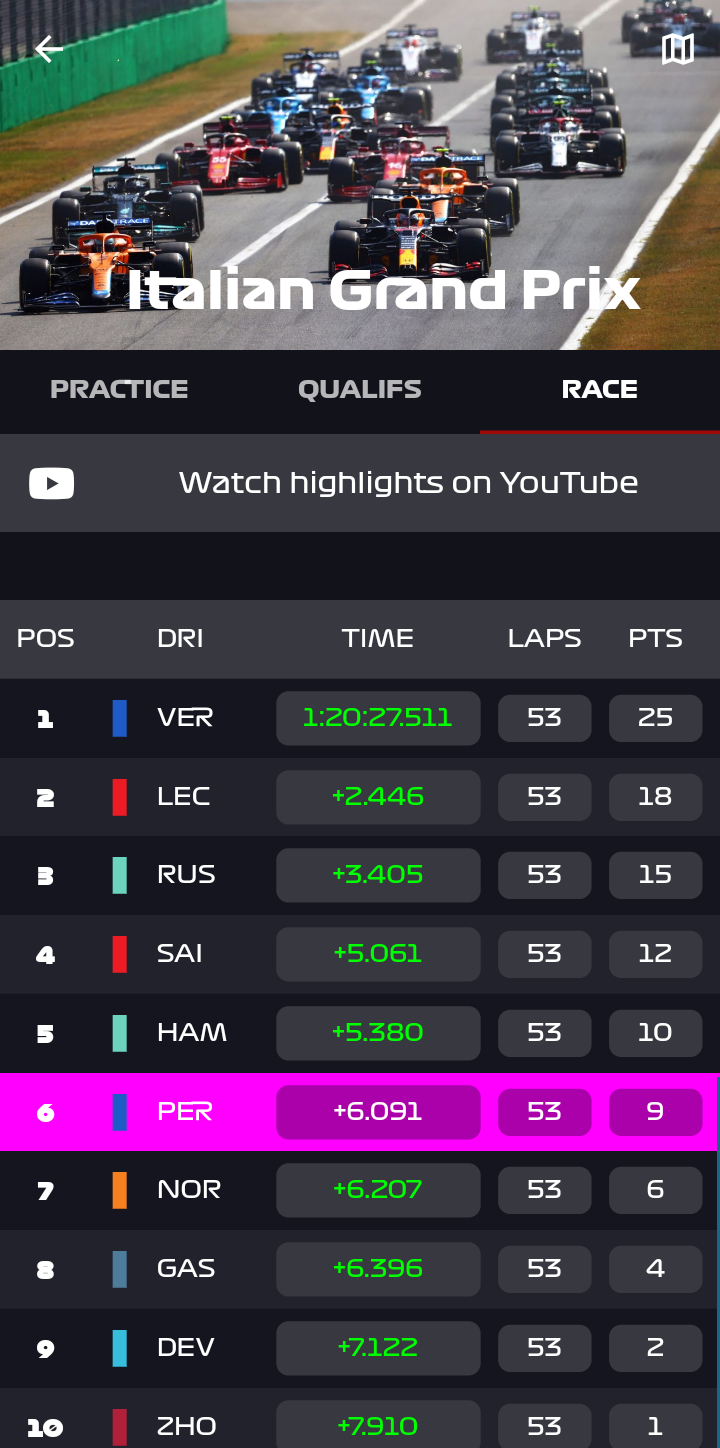 Italian Grand Prix
PRACTICE QUALIFS RACE
Watch highlights on YouTube
POS DRI TIME LAPS PTS
1 VER 1:20:27.511 53 25
2 LEC +2.446 53 18
3 RUS +3.405 53 15
4 SAI +5.061 53 12
5 HAM +5.380 53 10
6 PER +6.091 53 9
7 NOR +6.207 53 6
8 GAS +6.396 53 4
9 DEV +7.122 53 2
10 ZHO +7.910 53 1